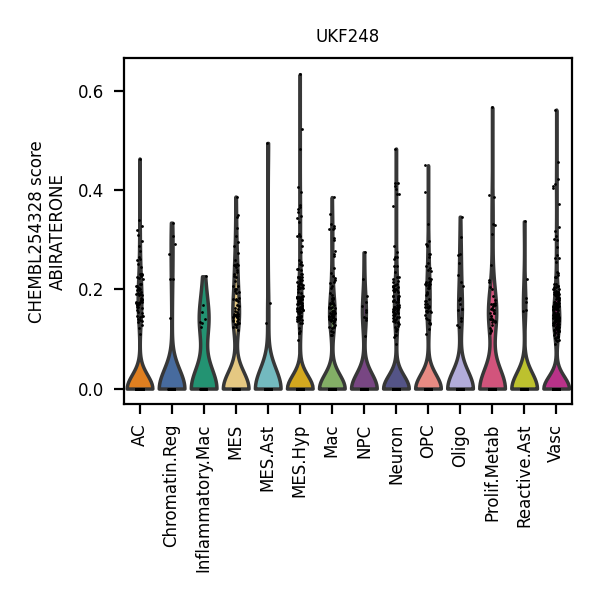 UKF248
CHEMBL254328 score
ABIRATERONE
0.6
0.4
0.2
0.0
AC
Chromatin.Reg
Inflammatory.Mac
MES
MES.Ast
MES.Hyp
Mac
NPC
Neuron
OPC
Oligo
Prolif.Metab
Reactive.Ast
Vasc